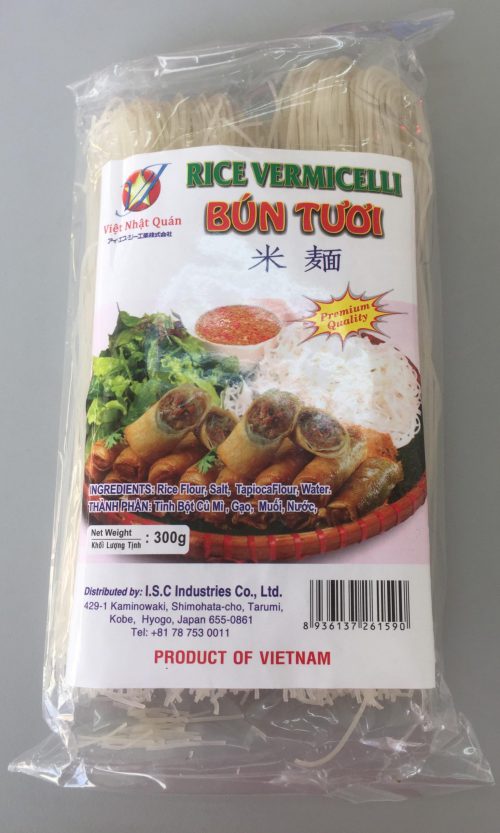 RICE VERMICELLI
BÚN TƯƠI
米麺
Việt Nhật Quán
アイ・エス・シー工業株式会社
Premium
Quality
INGREDIENTS: Rice Flour, Salt, TapiocaFlour, Water.
THÀNH PHẦN: Tinh Bột Củ Mì, Gạo, Muối, Nước,
Net Weight
Khối Lượng Tịnh
: 300g
Distributed by: I.S.C Industries Co., Ltd.
429-1 Kaminowaki, Shimohata-cho, Tarumi,
Kobe, Hyogo, Japan 655-0861
Tel: +81 78 753 0011
8 936137 261590
PRODUCT OF VIETNAM